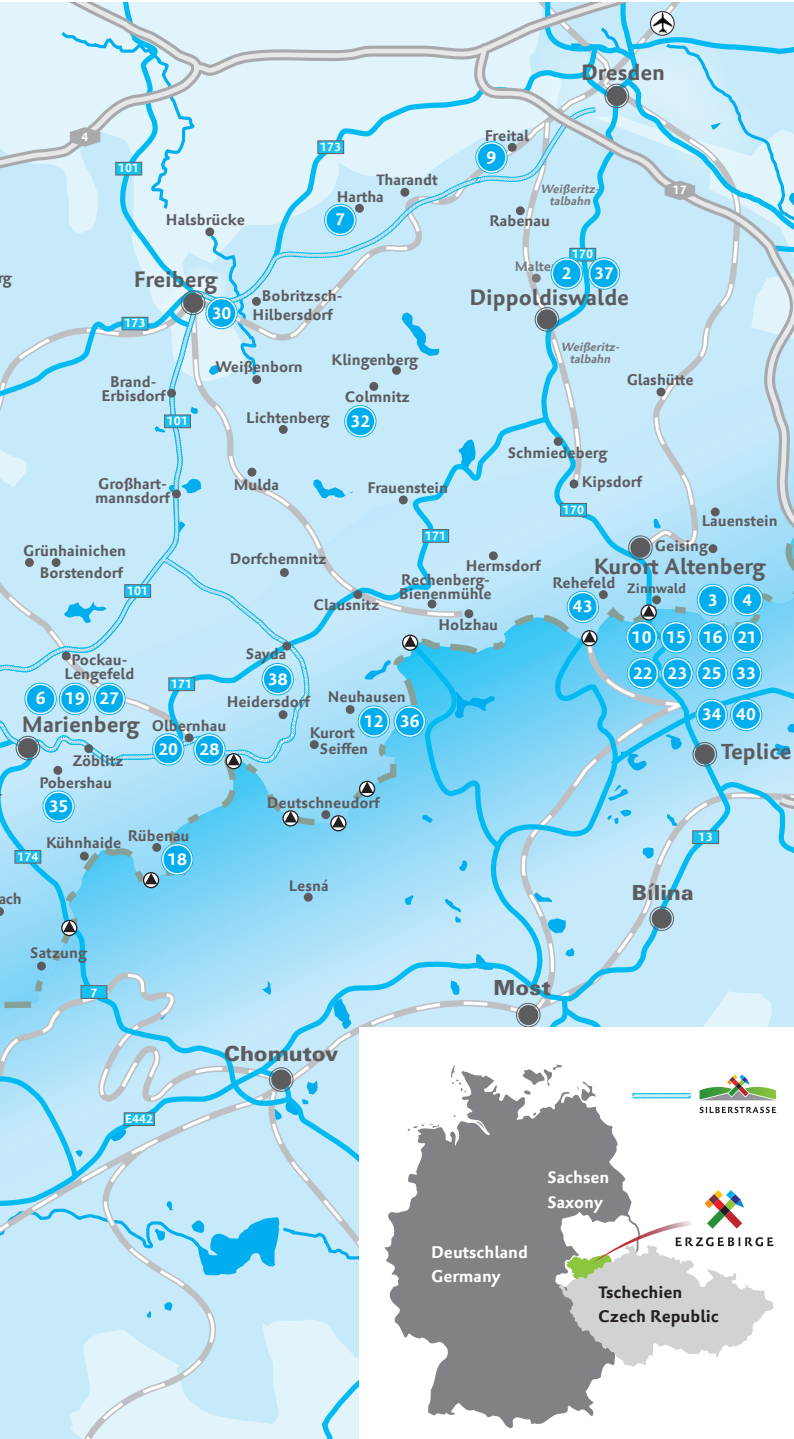 Dresden
4
173
Freital
9
101
Tharandt
17
Hartha
7
Weißeritz-
talbahn
Halsbrücke
Rabenau
170
Malte
2
37
rg
Freiberg
30
Bobritzsch-
Hilbersdorf
Dippoldiswalde
173
Weißeritz-
talbahn
Weißenborn
Klingenberg
Brand-
Erbisdorf
Colmnitz
Glashütte
101
Lichtenberg
32
Schmiedeberg
Großhart-
mannsdorf
Mulda
Frauenstein
Kipsdorf
170
Lauenstein
171
Geising
Grünhainichen
Borstendorf
Dorfchemnitz
Hermsdorf
Kurort Altenberg
101
Rechenberg-
Bienenmühle
Rehefeld
Zinnwald
43
3
4
Clausnitz
Holzhau
10
15
16
21
Sayda
Pockau-
Lengefeld
38
22
23
25
33
171
6
19
27
Heidersdorf
Neuhausen
12
36
34
40
Marienberg
Olbernhau
20
28
Kurort
Seiffen
Teplice
Zöblitz
Pobershau
35
Deutschneudorf
Kühnhaide
Rübenau
18
13
174
Lesná
ach
Bílina
Satzung
7
Most
Chomutov
E442
SILBERSTRASSE
Sachsen
Saxony
ERZGEBIRGE
Deutschland
Germany
Tschechien
Czech Republic